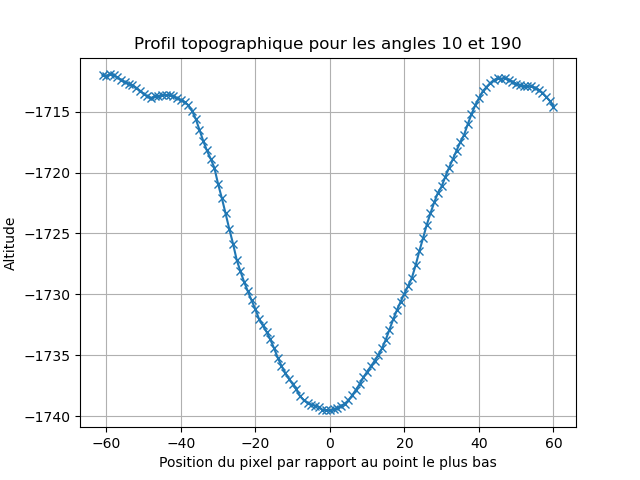 Profil topographique pour les angles 10 et 190
Altitude
−1715
−1720
−1725
−1730
−1735
−1740
−60 −40 −20 0 20 40 60
Position du pixel par rapport au point le plus bas